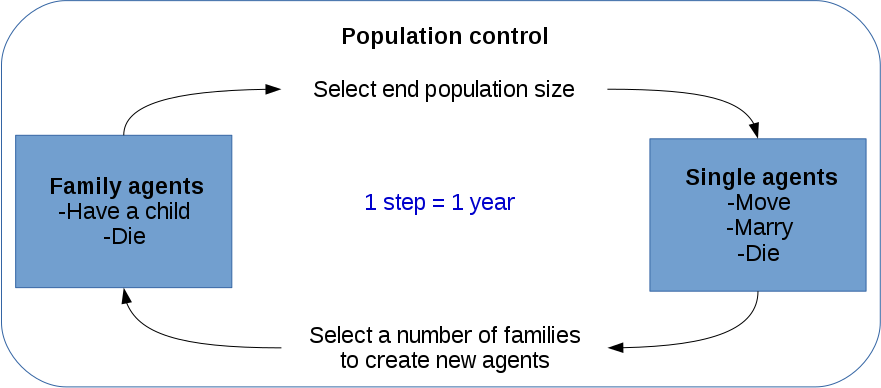 Population control
Select end population size
Family agents
-Have a child
-Die
1 step = 1 year
Single agents
-Move
-Marry
-Die
Select a number of families
to create new agents